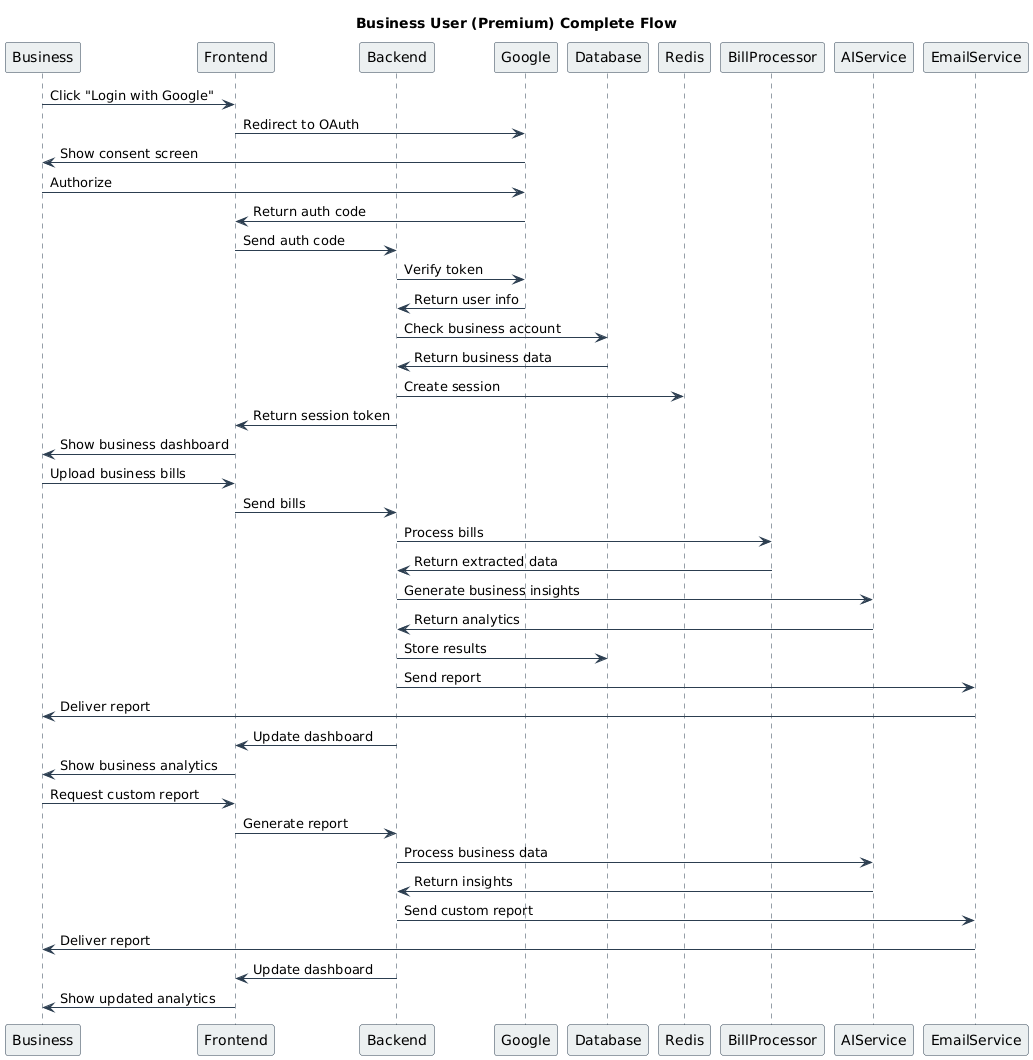 Business User (Premium) Complete Flow
Business Frontend Backend Google Database Redis BillProcessor AIService EmailService
Click "Login with Google"
Redirect to OAuth
Show consent screen
Authorize
Return auth code
Send auth code
Verify token
Return user info
Check business account
Return business data
Create session
Return session token
Show business dashboard
Upload business bills
Send bills
Process bills
Return extracted data
Generate business insights
Return analytics
Store results
Send report
Deliver report
Update dashboard
Show business analytics
Request custom report
Generate report
Process business data
Return insights
Send custom report
Deliver report
Update dashboard
Show updated analytics
Business Frontend Backend Google Database Redis BillProcessor AIService EmailService